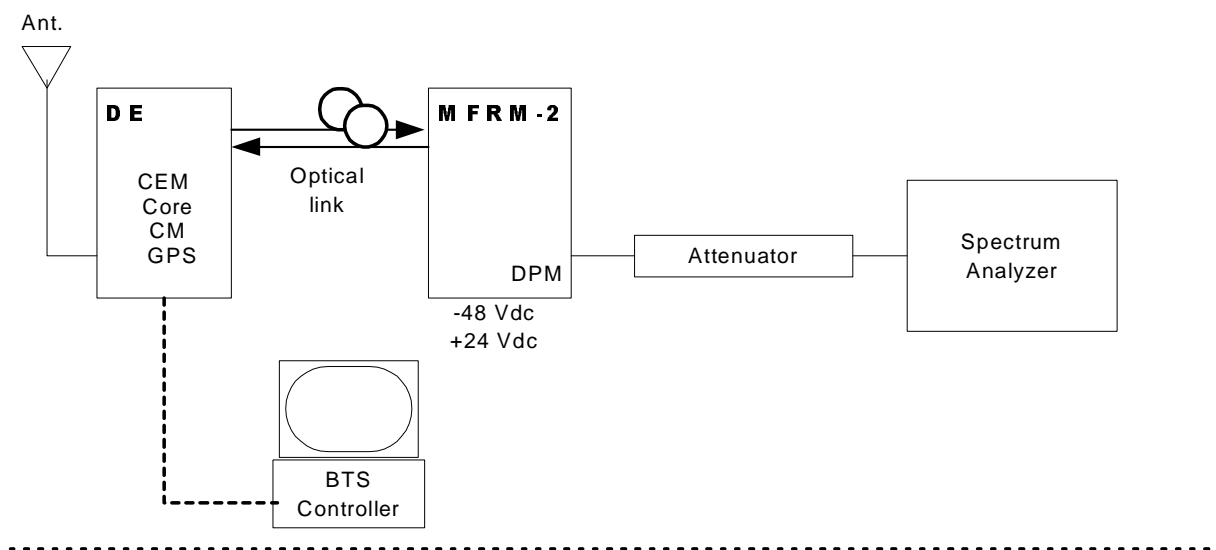 Ant.
DE
MFRM-2
CEM
Core
CM
GPS
Optical
link
DPM
Attenuator
Spectrum
Analyzer
-48 Vdc
+24 Vdc
BTS
Controller